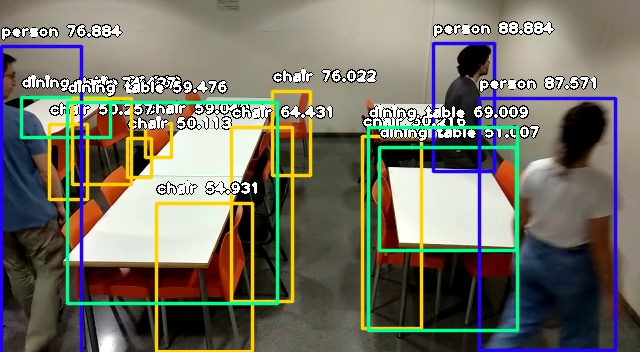 person 76.884
person 88.884
chair 76.022
person 87.571
dining table 59.476
chair 64.431
dining table 69.009
dining table 51.007
chair 50.257
chair 50.113
chair 54.931